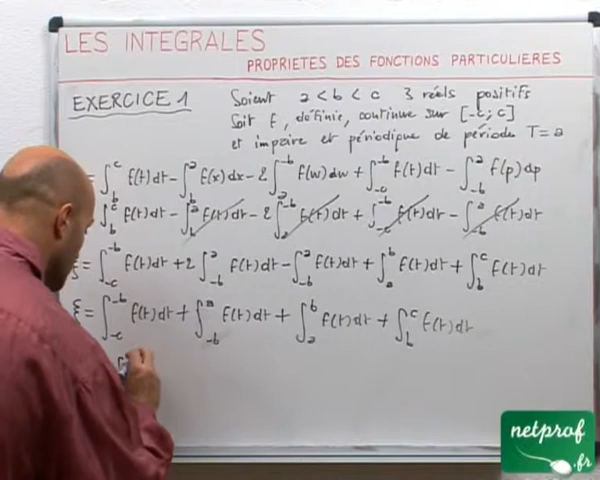 LES INTEGRALES
PROPRIETES DES FONCTIONS PARTICULIERES
EXERCICE 1
Soient a < b < c 3 réels positifs
Soit f, définie, continue sur [-c; c]
et impaire et périodique de période T = a
= ∫_b^c f(t)dt - ∫_b^a f(x)dx - 2∫_a^-b f(w)dw + ∫_-c^-b f(t)dt - ∫_-b^a f(p)dp
∫_b^c f(t)dt - ∫_b^a f(t)dt - 2∫_a^-b f(t)dt + ∫_-c^-b f(t)dt - ∫_-b^a f(t)dt
ξ = ∫_-c^-b f(t)dt + 2∫_-b^a f(t)dt - ∫_-b^a f(t)dt + ∫_a^b f(t)dt + ∫_b^c f(t)dt
ξ = ∫_-c^-b f(t)dt + ∫_-b^a f(t)dt + ∫_a^b f(t)dt + ∫_b^c f(t)dt
netprof
.fr